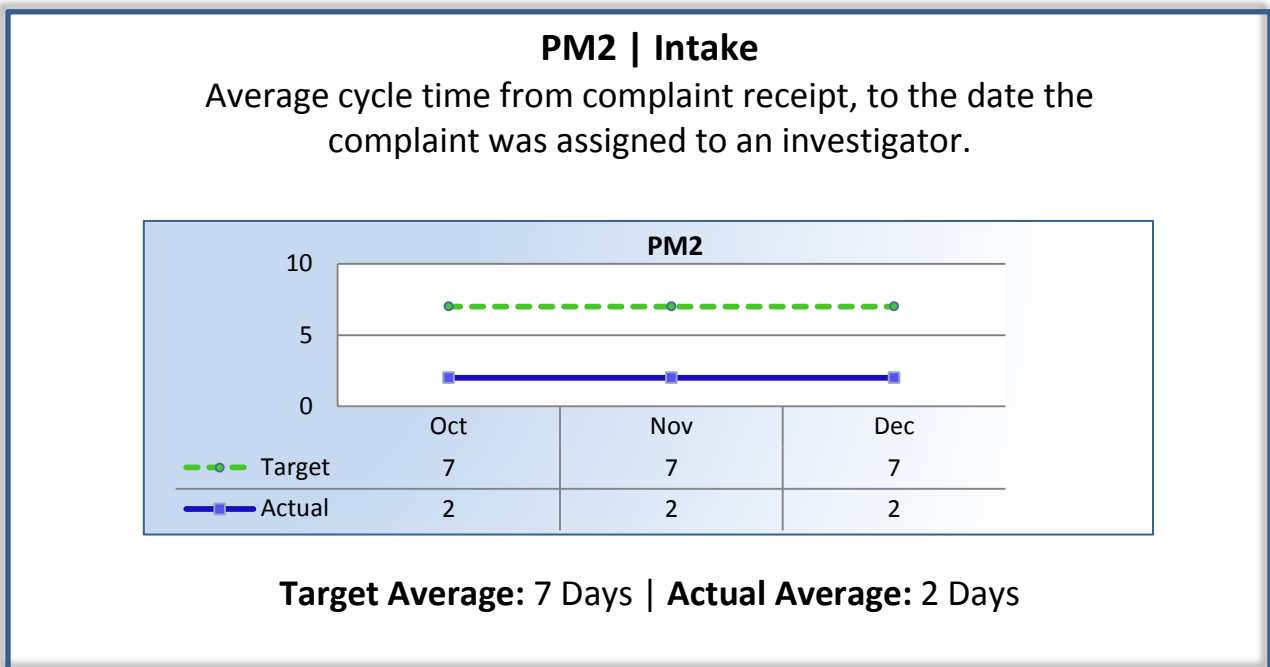 PM2 | Intake
Average cycle time from complaint receipt, to the date the
complaint was assigned to an investigator.
PM2
10
5
0
Oct Nov Dec
Target 7 7 7
Actual 2 2 2
Target Average: 7 Days | Actual Average: 2 Days